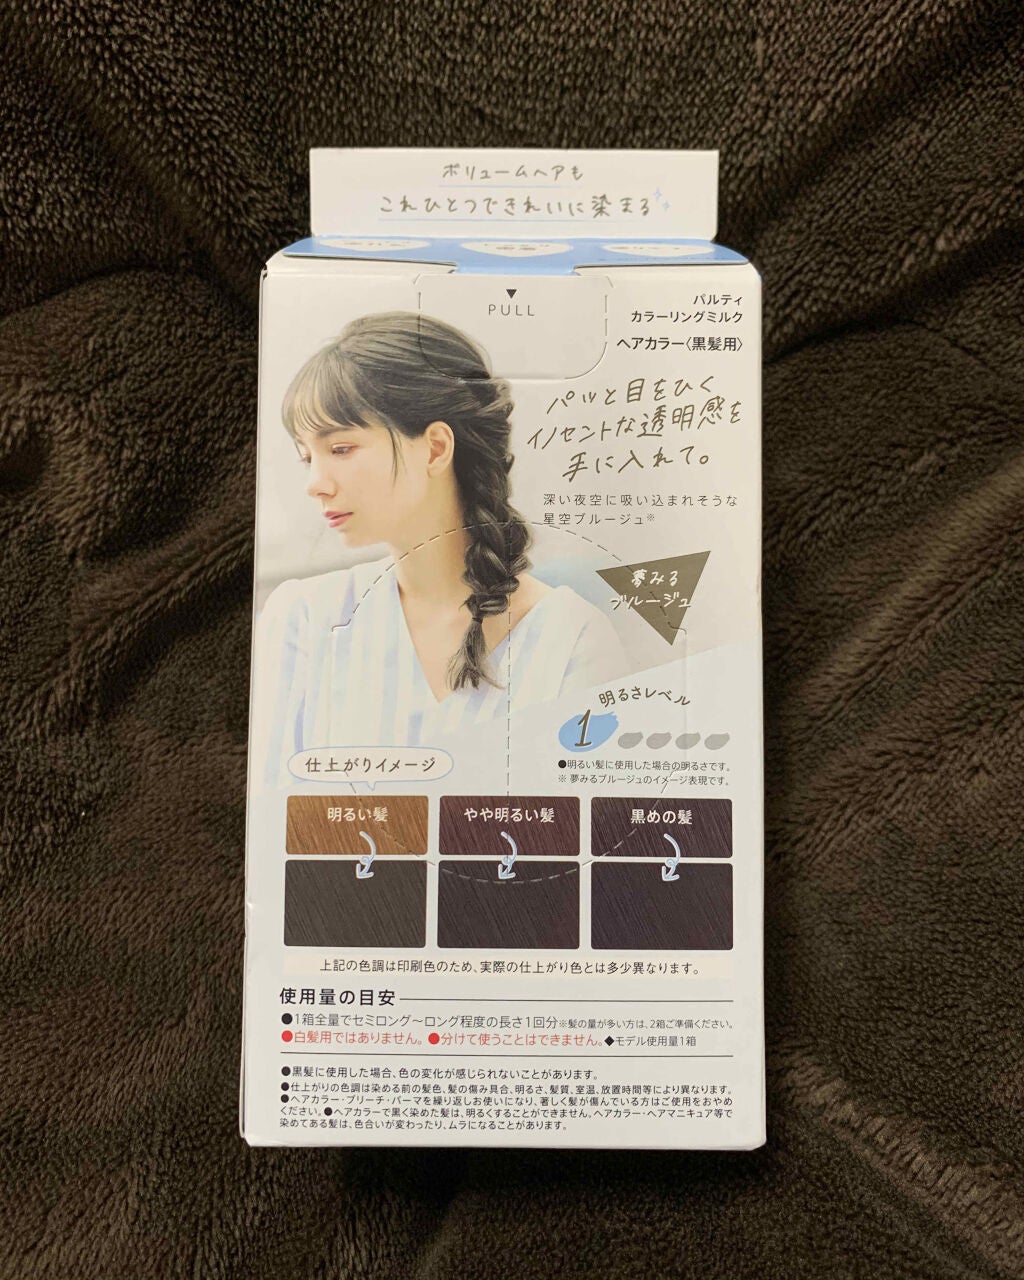 ボリュームヘアも
これひとつできれいに染まる
PULL
パルティ
カラーリングミルク
ヘアカラー〈黒髪用〉
パッと目をひく
イノセントな透明感を
手に入れて。
深い夜空に吸い込まれそうな
星空ブルージュ※
夢みる
ブルージュ
明るさレベル
1
●明るい髪に使用した場合の明るさです。
※ 夢みるブルージュのイメージ表現です。
仕上がりイメージ
明るい髪
やや明るい髪
黒めの髪
上記の色調は印刷色のため、実際の仕上がり色とは多少異なります。
使用量の目安
●1箱全量でセミロング〜ロング程度の長さ1回分※髪の量が多い方は、2箱ご準備ください。
●白髪用ではありません。●分けて使うことはできません。◆モデル使用量1箱
●黒髪に使用した場合、色の変化が感じられないことがあります。
●仕上がりの色調は染める前の髪色、髪の傷み具合、明るさ、髪質、室温、放置時間等により異なります。
●ヘアカラー・ブリーチ・パーマを繰り返しお使いになり、著しく髪が傷んでいる方はご使用をおやめ
ください。●ヘアカラーで黒く染めた髪は、明るくすることができません。ヘアカラー・ヘアマニキュア等で
染めてある髪は、色合いが変わったり、ムラになることがあります。